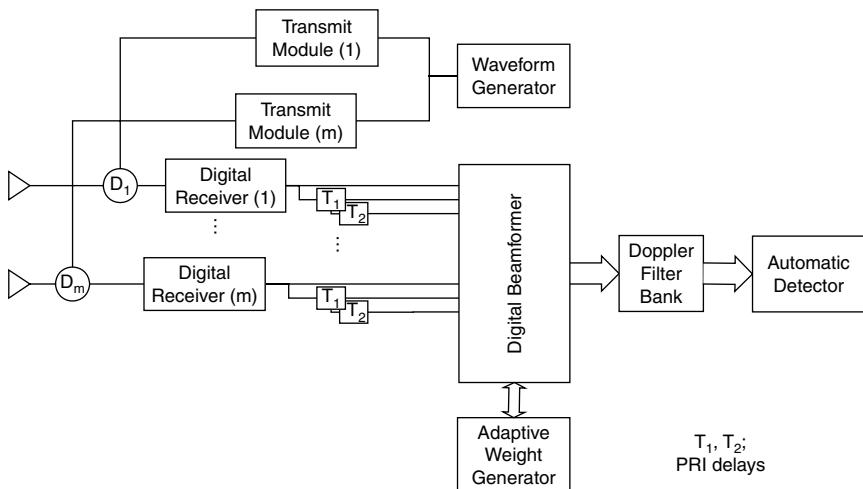 Transmit
Module (1)
Waveform
Generator
Transmit
Module (m)
D1
Digital
Receiver (1)
T1
T2
⋮
⋮
Dm
Digital
Receiver (m)
T1
T2
Digital Beamformer
Doppler
Filter
Bank
Automatic
Detector
Adaptive
Weight
Generator
T1, T2;
PRI delays